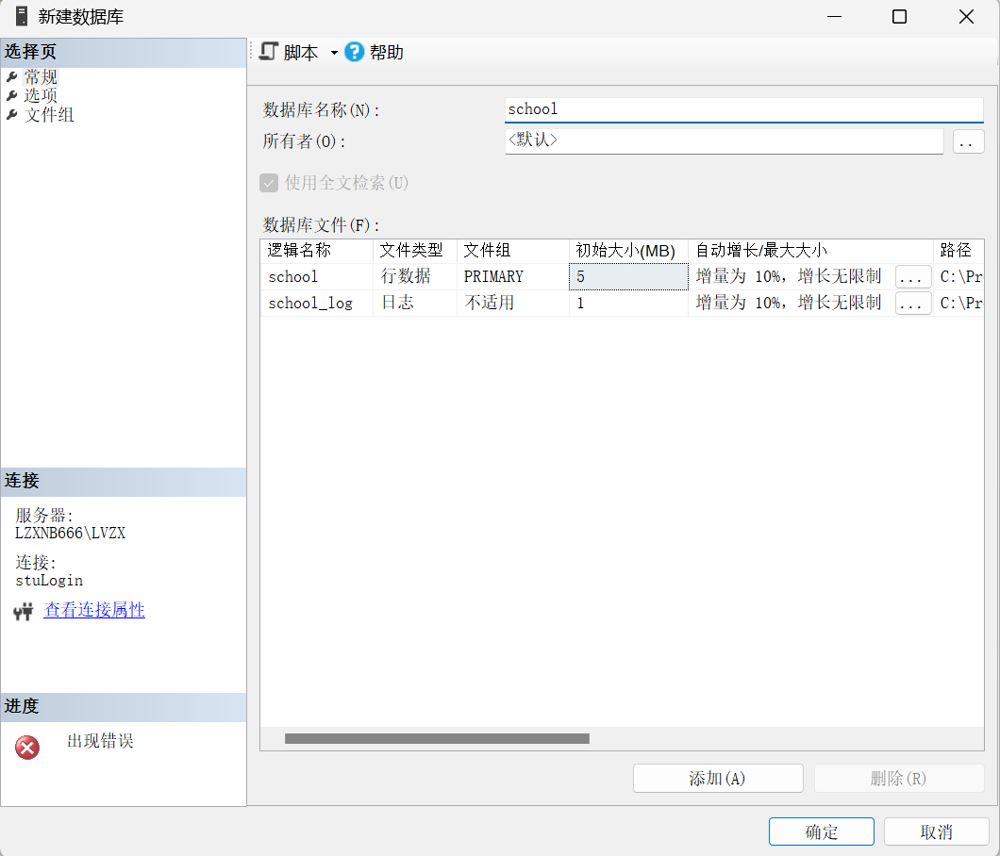 新建数据库
选择页
常规
选项
文件组
脚本 帮助
数据库名称(N): school
所有者(O): <默认> ..
使用全文检索(U)
数据库文件(F):
逻辑名称 文件类型 文件组 初始大小(MB) 自动增长/最大大小 路径
school 行数据 PRIMARY 5 增量为 10%，增长无限制 ... C:\Pr
school_log 日志 不适用 1 增量为 10%，增长无限制 ... C:\Pr
连接
服务器:
LZXNB666\LVZX
连接:
stuLogin
查看连接属性
进度
出现错误
添加(A) 删除(R)
确定 取消